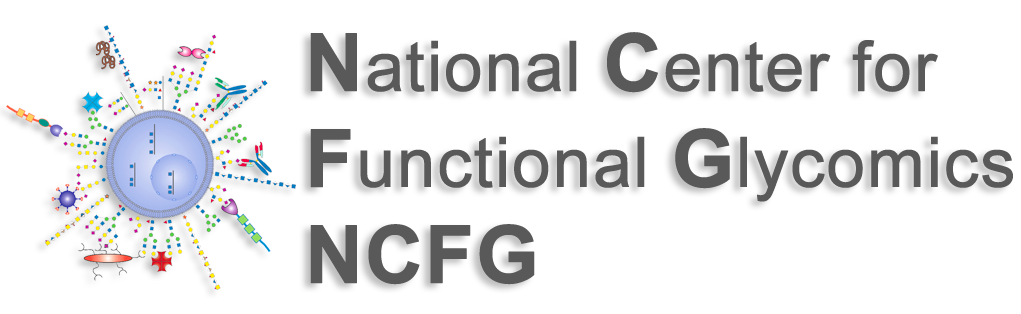 National Center for
Functional Glycomics
NCFG